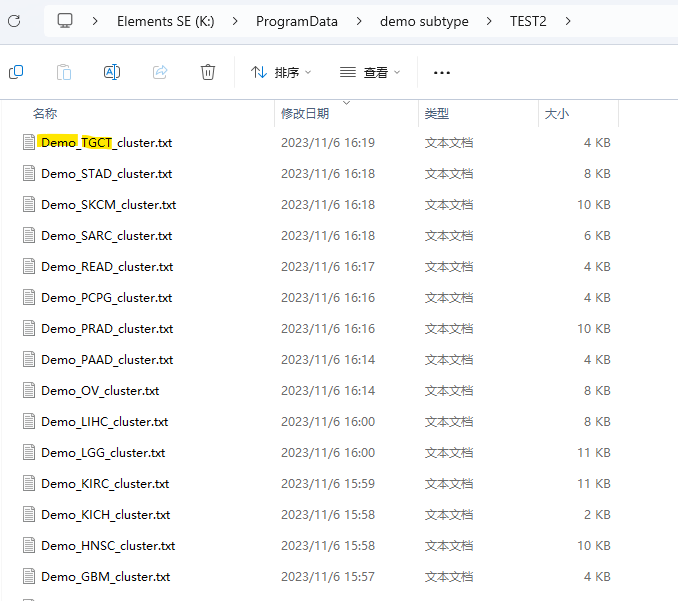 Elements SE (K:) > ProgramData > demo subtype > TEST2 >
排序 查看 ...
名称 修改日期 类型 大小
Demo_TGCT_cluster.txt 2023/11/6 16:19 文本文档 4 KB
Demo_STAD_cluster.txt 2023/11/6 16:18 文本文档 8 KB
Demo_SKCM_cluster.txt 2023/11/6 16:18 文本文档 10 KB
Demo_SARC_cluster.txt 2023/11/6 16:18 文本文档 6 KB
Demo_READ_cluster.txt 2023/11/6 16:17 文本文档 4 KB
Demo_PCPG_cluster.txt 2023/11/6 16:16 文本文档 4 KB
Demo_PRAD_cluster.txt 2023/11/6 16:16 文本文档 10 KB
Demo_PAAD_cluster.txt 2023/11/6 16:14 文本文档 4 KB
Demo_OV_cluster.txt 2023/11/6 16:14 文本文档 8 KB
Demo_LIHC_cluster.txt 2023/11/6 16:00 文本文档 8 KB
Demo_LGG_cluster.txt 2023/11/6 16:00 文本文档 11 KB
Demo_KIRC_cluster.txt 2023/11/6 15:59 文本文档 11 KB
Demo_KICH_cluster.txt 2023/11/6 15:58 文本文档 2 KB
Demo_HNSC_cluster.txt 2023/11/6 15:58 文本文档 10 KB
Demo_GBM_cluster.txt 2023/11/6 15:57 文本文档 4 KB